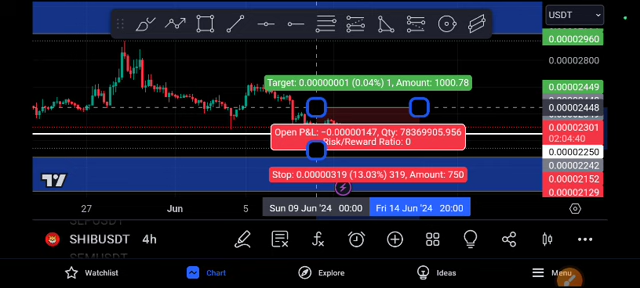 USDT
0.00002960
0.00002800
Target: 0.00000001 (0.04%) 1, Amount: 1000.78
0.00002449
0.00002448
Open P&L: −0.00000147, Qty: 78369905.956
Risk/Reward Ratio: 0
0.00002301
02:04:40
0.00002250
0.00002242
Stop: 0.00000319 (13.03%) 319, Amount: 750
0.00002152
0.00002129
27
Jun
5
Sun 09 Jun '24 00:00
Fri 14 Jun '24 20:00
SHIBUSDT 4h
Watchlist
Chart
Explore
Ideas
Menu